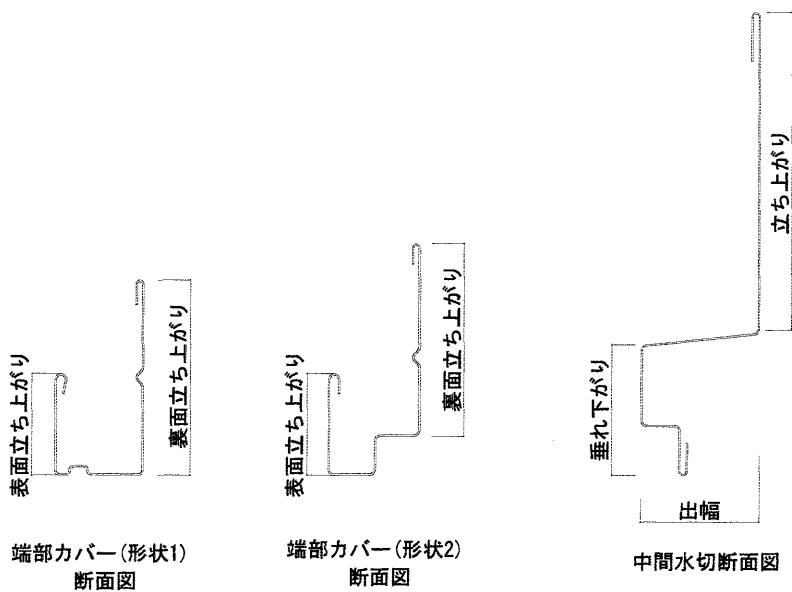 表面立ち上がり
裏面立ち上がり
端部カバー(形状1)
断面図
表面立ち上がり
裏面立ち上がり
端部カバー(形状2)
断面図
立ち上がり
垂れ下がり
出幅
中間水切断面図